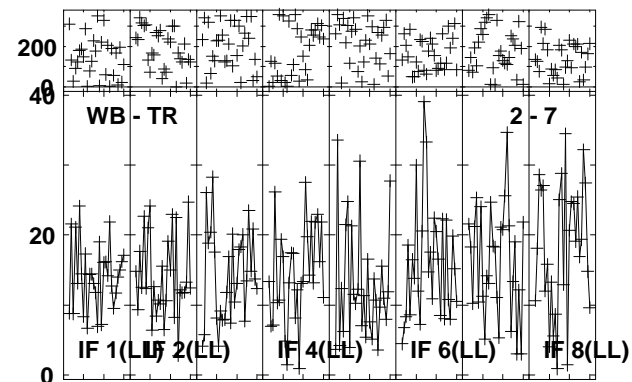 200
0
40
WB - TR 2 - 7
20
IF 1(LL) IF 2(LL) IF 4(LL) IF 6(LL) IF 8(LL)
0